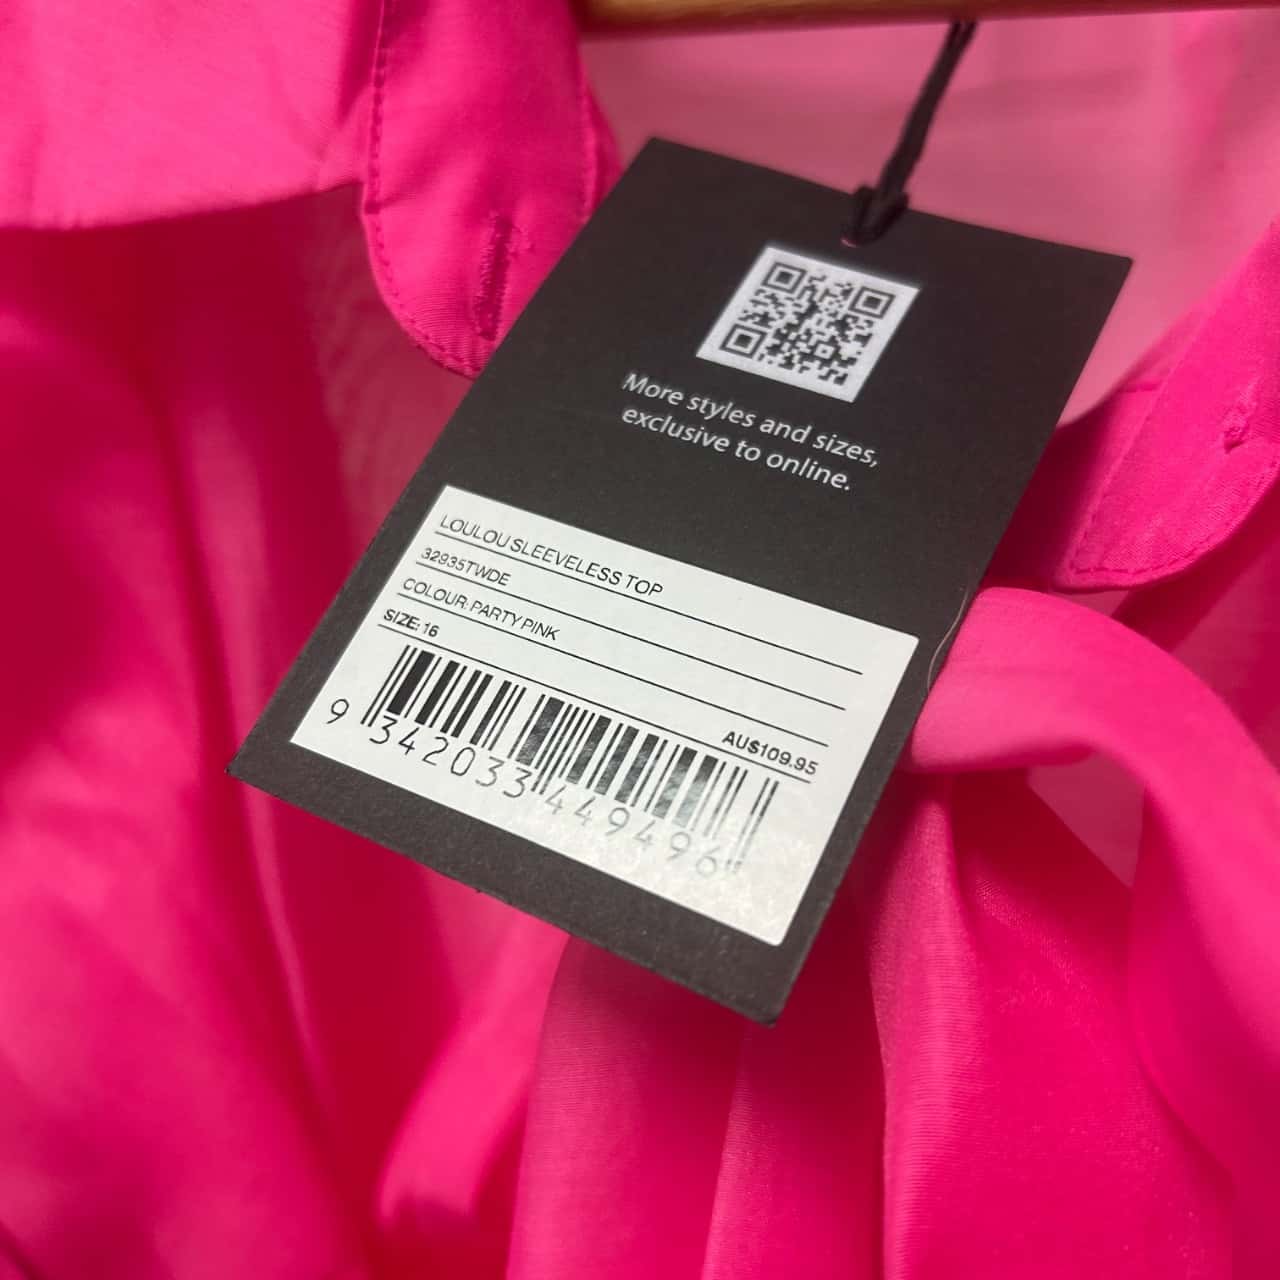 More styles and sizes,
exclusive to online.
LOULOU SLEEVELESS TOP
32935TWDE
COLOUR: PARTY PINK
SIZE: 16
AU$109.95
9 342033 449496